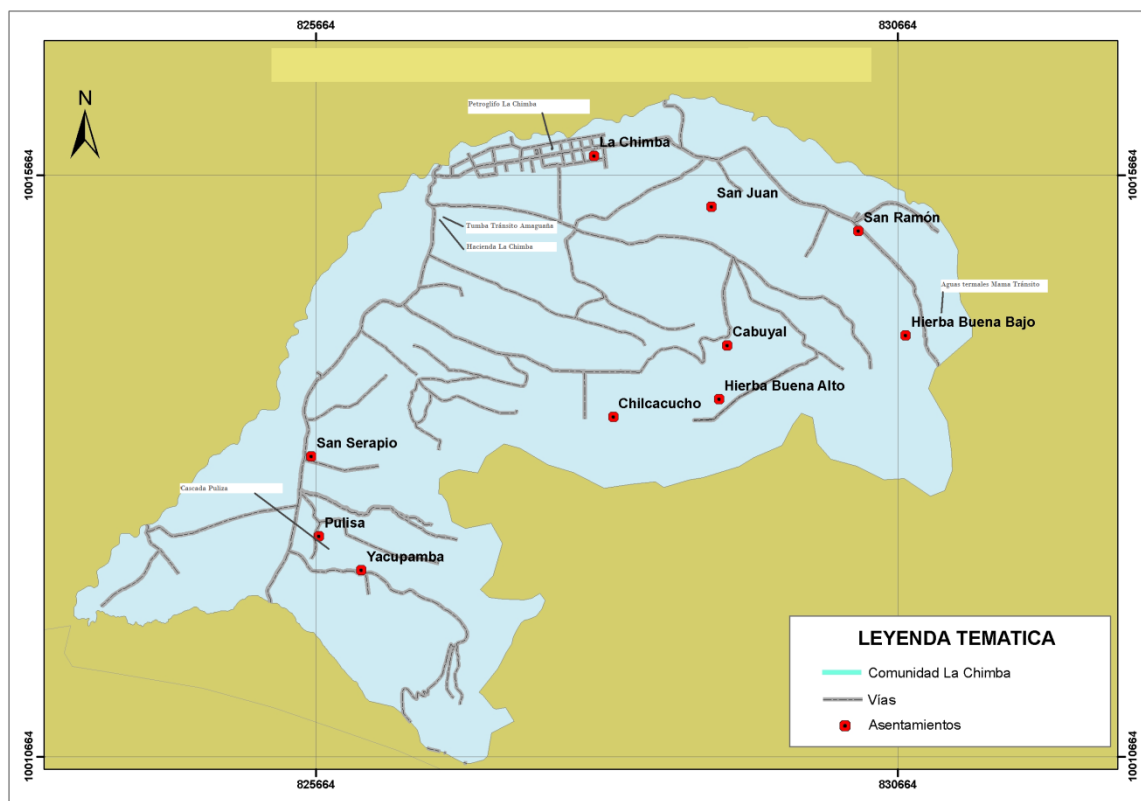 825664
830664
N
Petroglifo La Chimba
La Chimba
10015664
10015664
San Juan
San Ramón
Tumba Tránsito Amaguaña
Hacienda La Chimba
Aguas termales Mama Tránsito
Hierba Buena Bajo
Cabuyal
Hierba Buena Alto
Chilcacucho
San Serapio
Cascada Puliza
Pulisa
Yacupamba
LEYENDA TEMATICA
Comunidad La Chimba
Vías
Asentamientos
10010664
10010664
825664
830664